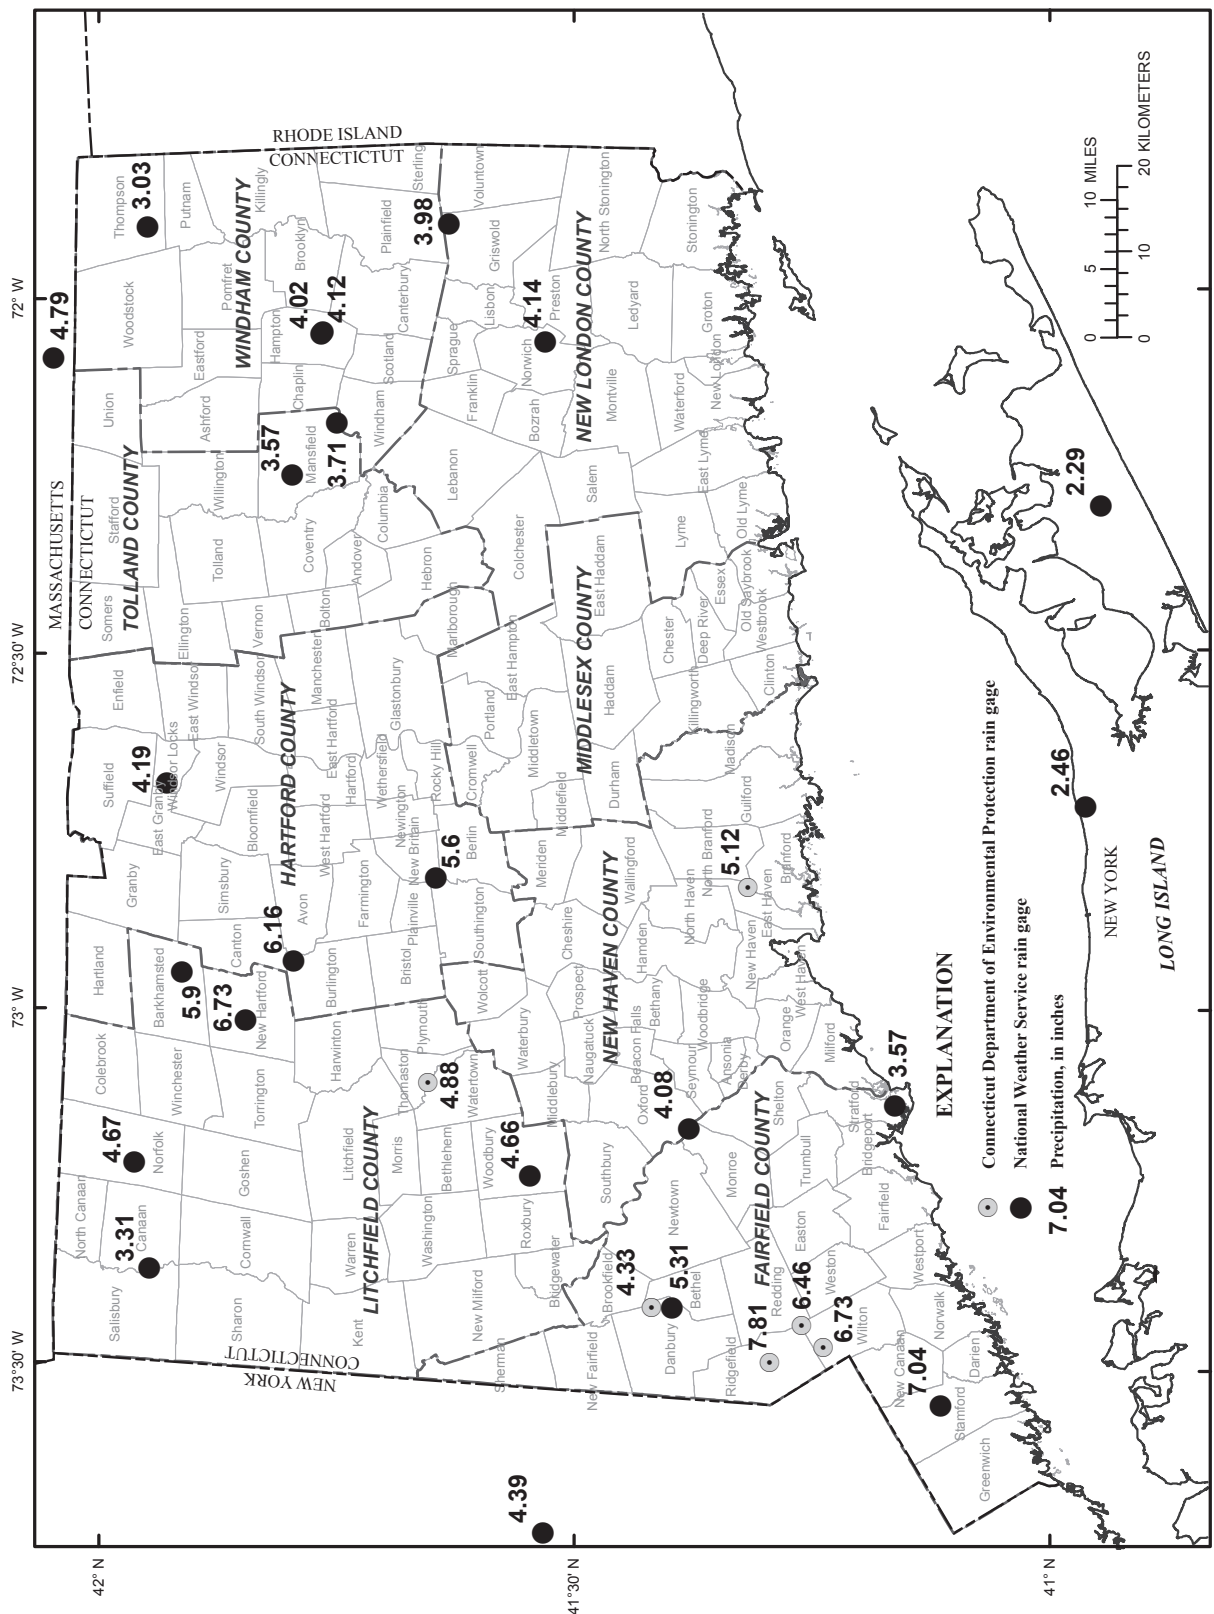 72° W
72°30' W
73° W
73°30' W
42° N
41°30' N
41° N
MASSACHUSETTS
CONNECTICUT
RHODE ISLAND
CONNECTICUT
NEW YORK
CONNECTICUT
NEW YORK
LONG ISLAND
LITCHFIELD COUNTY
HARTFORD COUNTY
TOLLAND COUNTY
WINDHAM COUNTY
FAIRFIELD COUNTY
NEW HAVEN COUNTY
MIDDLESEX COUNTY
NEW LONDON COUNTY
4.79
3.03
4.02
4.12
3.98
4.14
3.57
3.71
4.19
5.6
6.16
5.9
6.73
4.67
3.31
4.88
4.66
4.08
4.33
5.31
7.81
6.46
6.73
7.04
3.57
5.12
2.46
2.29
4.39
Salisbury
North Canaan
Canaan
Norfolk
Colebrook
Hartland
Granby
Suffield
Enfield
Somers
Stafford
Union
Woodstock
Thompson
Putnam
Sharon
Cornwall
Goshen
Torrington
Winchester
Barkhamsted
New Hartford
Canton
Simsbury
East Granby
Windsor Locks
East Windsor
Windsor
Bloomfield
South Windsor
Ellington
Vernon
Tolland
Willington
Ashford
Eastford
Pomfret
Killingly
Brooklyn
Hampton
Chaplin
Mansfield
Coventry
Andover
Bolton
Manchester
East Hartford
Hartford
West Hartford
Avon
Farmington
Burlington
Harwinton
Litchfield
Warren
Kent
Morris
Thomaston
Plymouth
Bristol
Plainville
New Britain
Newington
Wethersfield
Rocky Hill
Glastonbury
Marlborough
Hebron
Columbia
Windham
Scotland
Canterbury
Plainfield
Sterling
Voluntown
Griswold
Lisbon
Sprague
Franklin
Norwich
Preston
Bozrah
Lebanon
Colchester
East Hampton
Portland
Cromwell
Berlin
Southington
Wolcott
Watertown
Bethlehem
Washington
New Milford
Sherman
Roxbury
Woodbury
Bridgewater
Middlebury
Waterbury
Naugatuck
Prospect
Cheshire
Meriden
Middlefield
Middletown
Durham
Haddam
East Haddam
Salem
Montville
Ledyard
North Stonington
Stonington
Groton
New London
Waterford
East Lyme
Lyme
Old Lyme
Essex
Deep River
Chester
Old Saybrook
Westbrook
Clinton
Killingworth
Madison
Guilford
Branford
North Branford
East Haven
North Haven
Wallingford
Hamden
New Haven
West Haven
Woodbridge
Bethany
Beacon Falls
Oxford
Seymour
Ansonia
Derby
Orange
Milford
Stratford
Shelton
Bridgeport
Trumbull
Monroe
Newtown
Southbury
Brookfield
New Fairfield
Danbury
Bethel
Ridgefield
Redding
Easton
Weston
Wilton
Fairfield
Westport
Norwalk
New Canaan
Darien
Stamford
Greenwich
EXPLANATION
Connecticut Department of Environmental Protection rain gage
National Weather Service rain gage
7.04 Precipitation, in inches
0 5 10 MILES
0 10 20 KILOMETERS